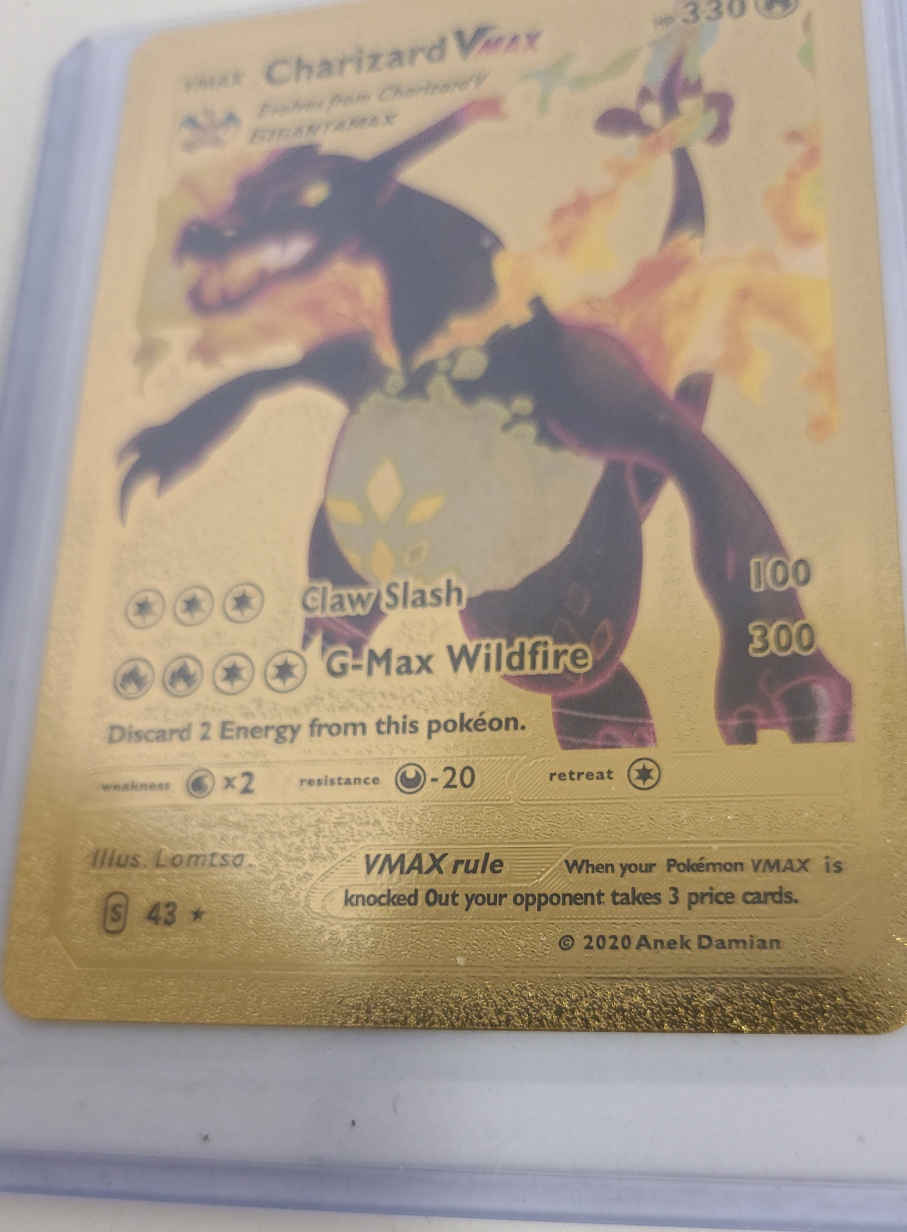 VMAX Charizard VMAX HP 330
Evolves from Charizard V
GIGANTAMAX
Claw Slash 100
G-Max Wildfire 300
Discard 2 Energy from this pokéon.
weakness x2 resistance -20 retreat
Illus. Lomtso.
VMAX rule When your Pokémon VMAX is
knocked Out your opponent takes 3 price cards.
S 43
© 2020 Anek Damian